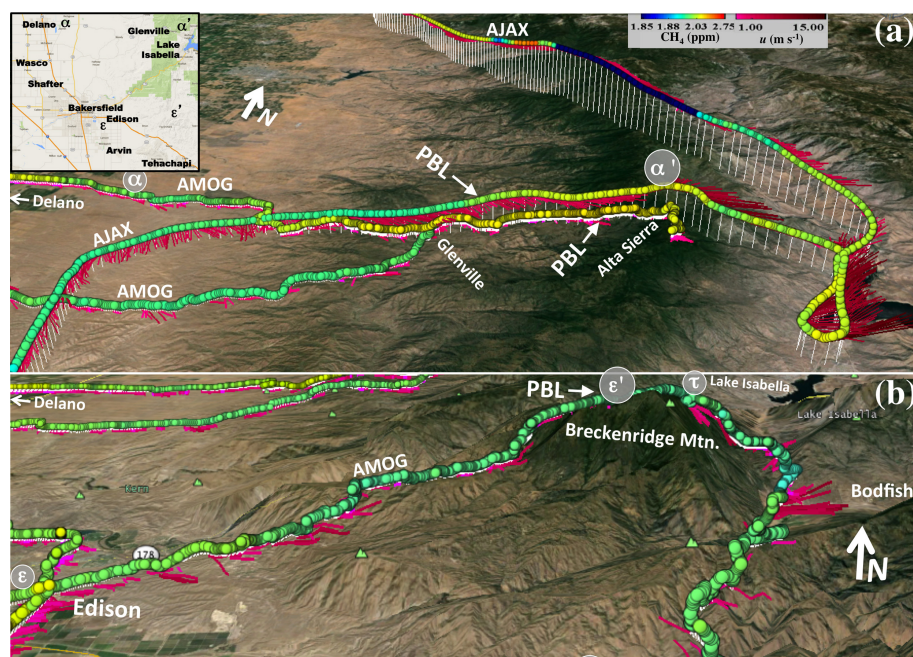 Delano α
Glenville α'
Lake
Isabella
Wasco
Shafter
Bakersfield
Edison
ε
ε'
Arvin
Tehachapi
1.85 1.88 2.03 2.75 1.00 15.00
CH₄ (ppm) u (m s⁻¹)
(a)
AJAX
N
PBL
α'
α
AMOG
← Delano
AJAX
Glenville
PBL
Alta Sierra
AMOG
(b)
PBL → ε'
τ Lake Isabella
Lake Isabella
← Delano
Breckenridge Mtn.
AMOG
Bodfish
Kern
178
N
ε
Edison